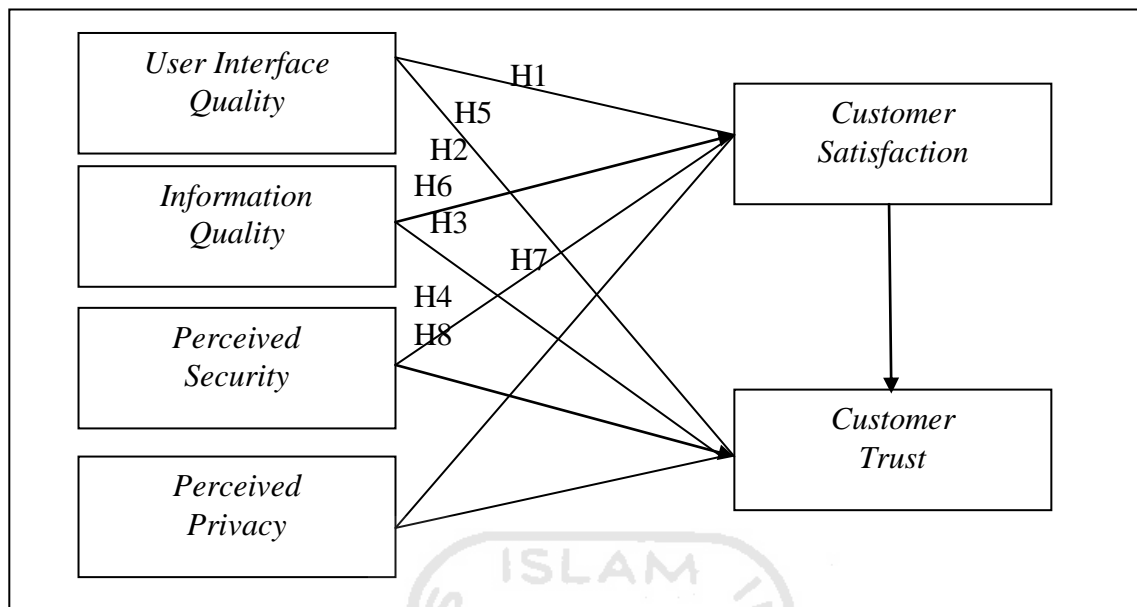 User Interface
Quality
Information
Quality
Perceived
Security
Perceived
Privacy
H1
H5
H2
H6
H3
H7
H4
H8
Customer
Satisfaction
Customer
Trust
ISLAM